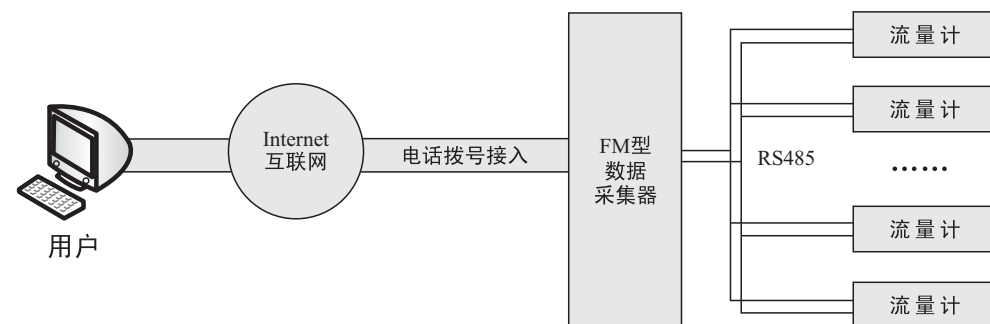 用户
Internet
互联网
电话拨号接入
FM型
数据
采集器
RS485
流量计
流量计
……
流量计
流量计